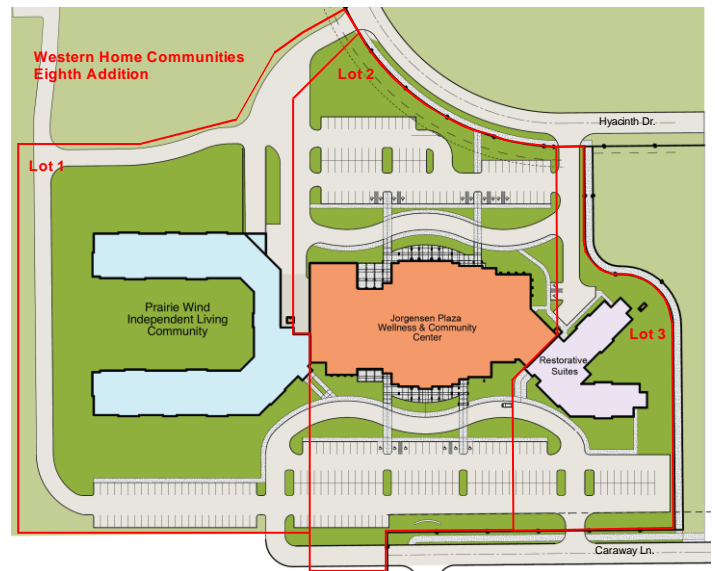 Western Home Communities
Eighth Addition
Lot 2
Hyacinth Dr.
Lot 1
Prairie Wind
Independent Living
Community
Jorgensen Plaza
Wellness & Community
Center
Lot 3
Restorative
Suites
Caraway Ln.